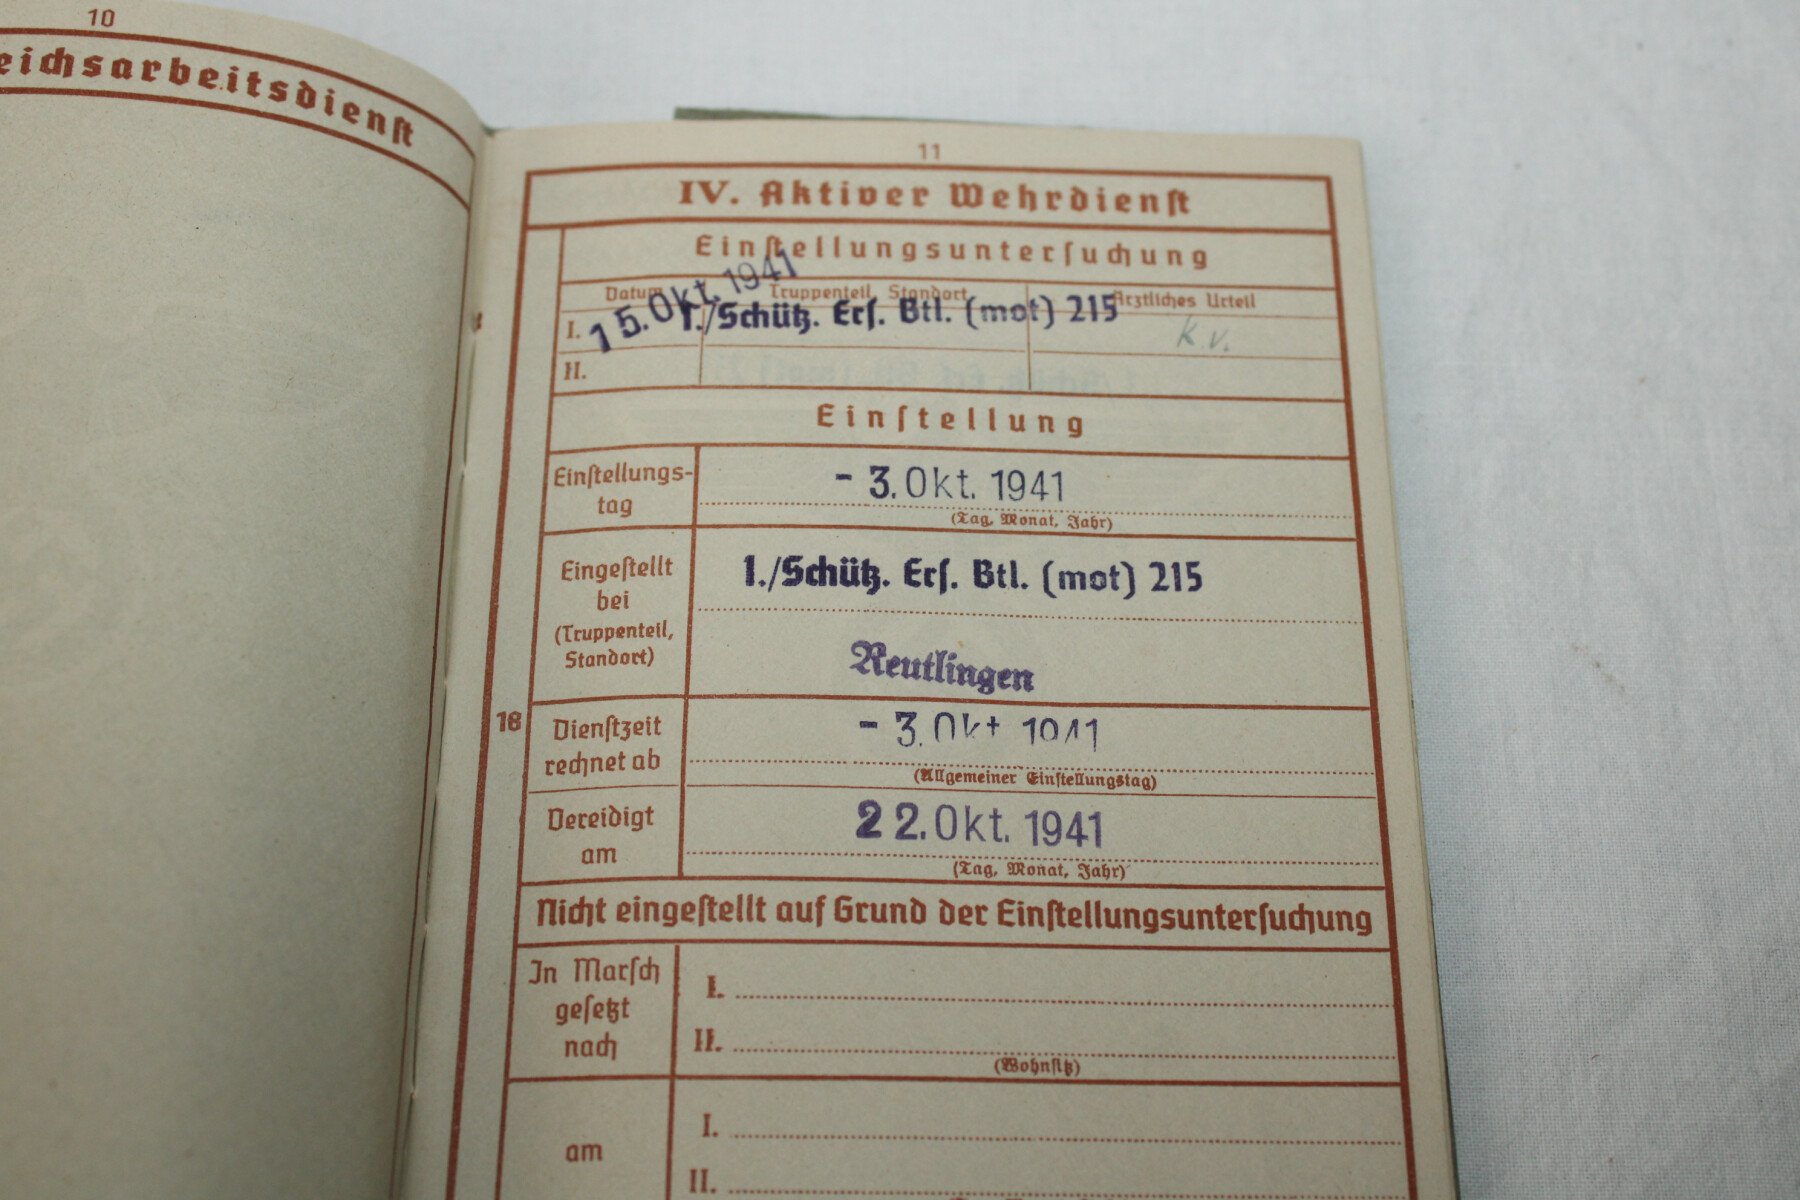 10
eichsarbeitsdienst
11
IV. Aktiver Wehrdienst
Einstellungsuntersuchung
Datum Truppenteil, Standort Ärztliches Urteil
I. 15. Okt. 1941 1./Schütz. Ers. Btl. (mot) 215 k.v.
II.
Einstellung
Einstellungs-
tag
- 3. Okt. 1941
(Tag, Monat, Jahr)
Eingestellt
bei
(Truppenteil,
Standort)
1./Schütz. Ers. Btl. (mot) 215
Reutlingen
18
Dienstzeit
rechnet ab
- 3. Okt 1941
(Allgemeiner Einstellungstag)
Vereidigt
am
22. Okt. 1941
(Tag, Monat, Jahr)
Nicht eingestellt auf Grund der Einstellungsuntersuchung
In Marsch
gesetzt
nach
I.
II.
(Wohnsitz)
am
I.
II.